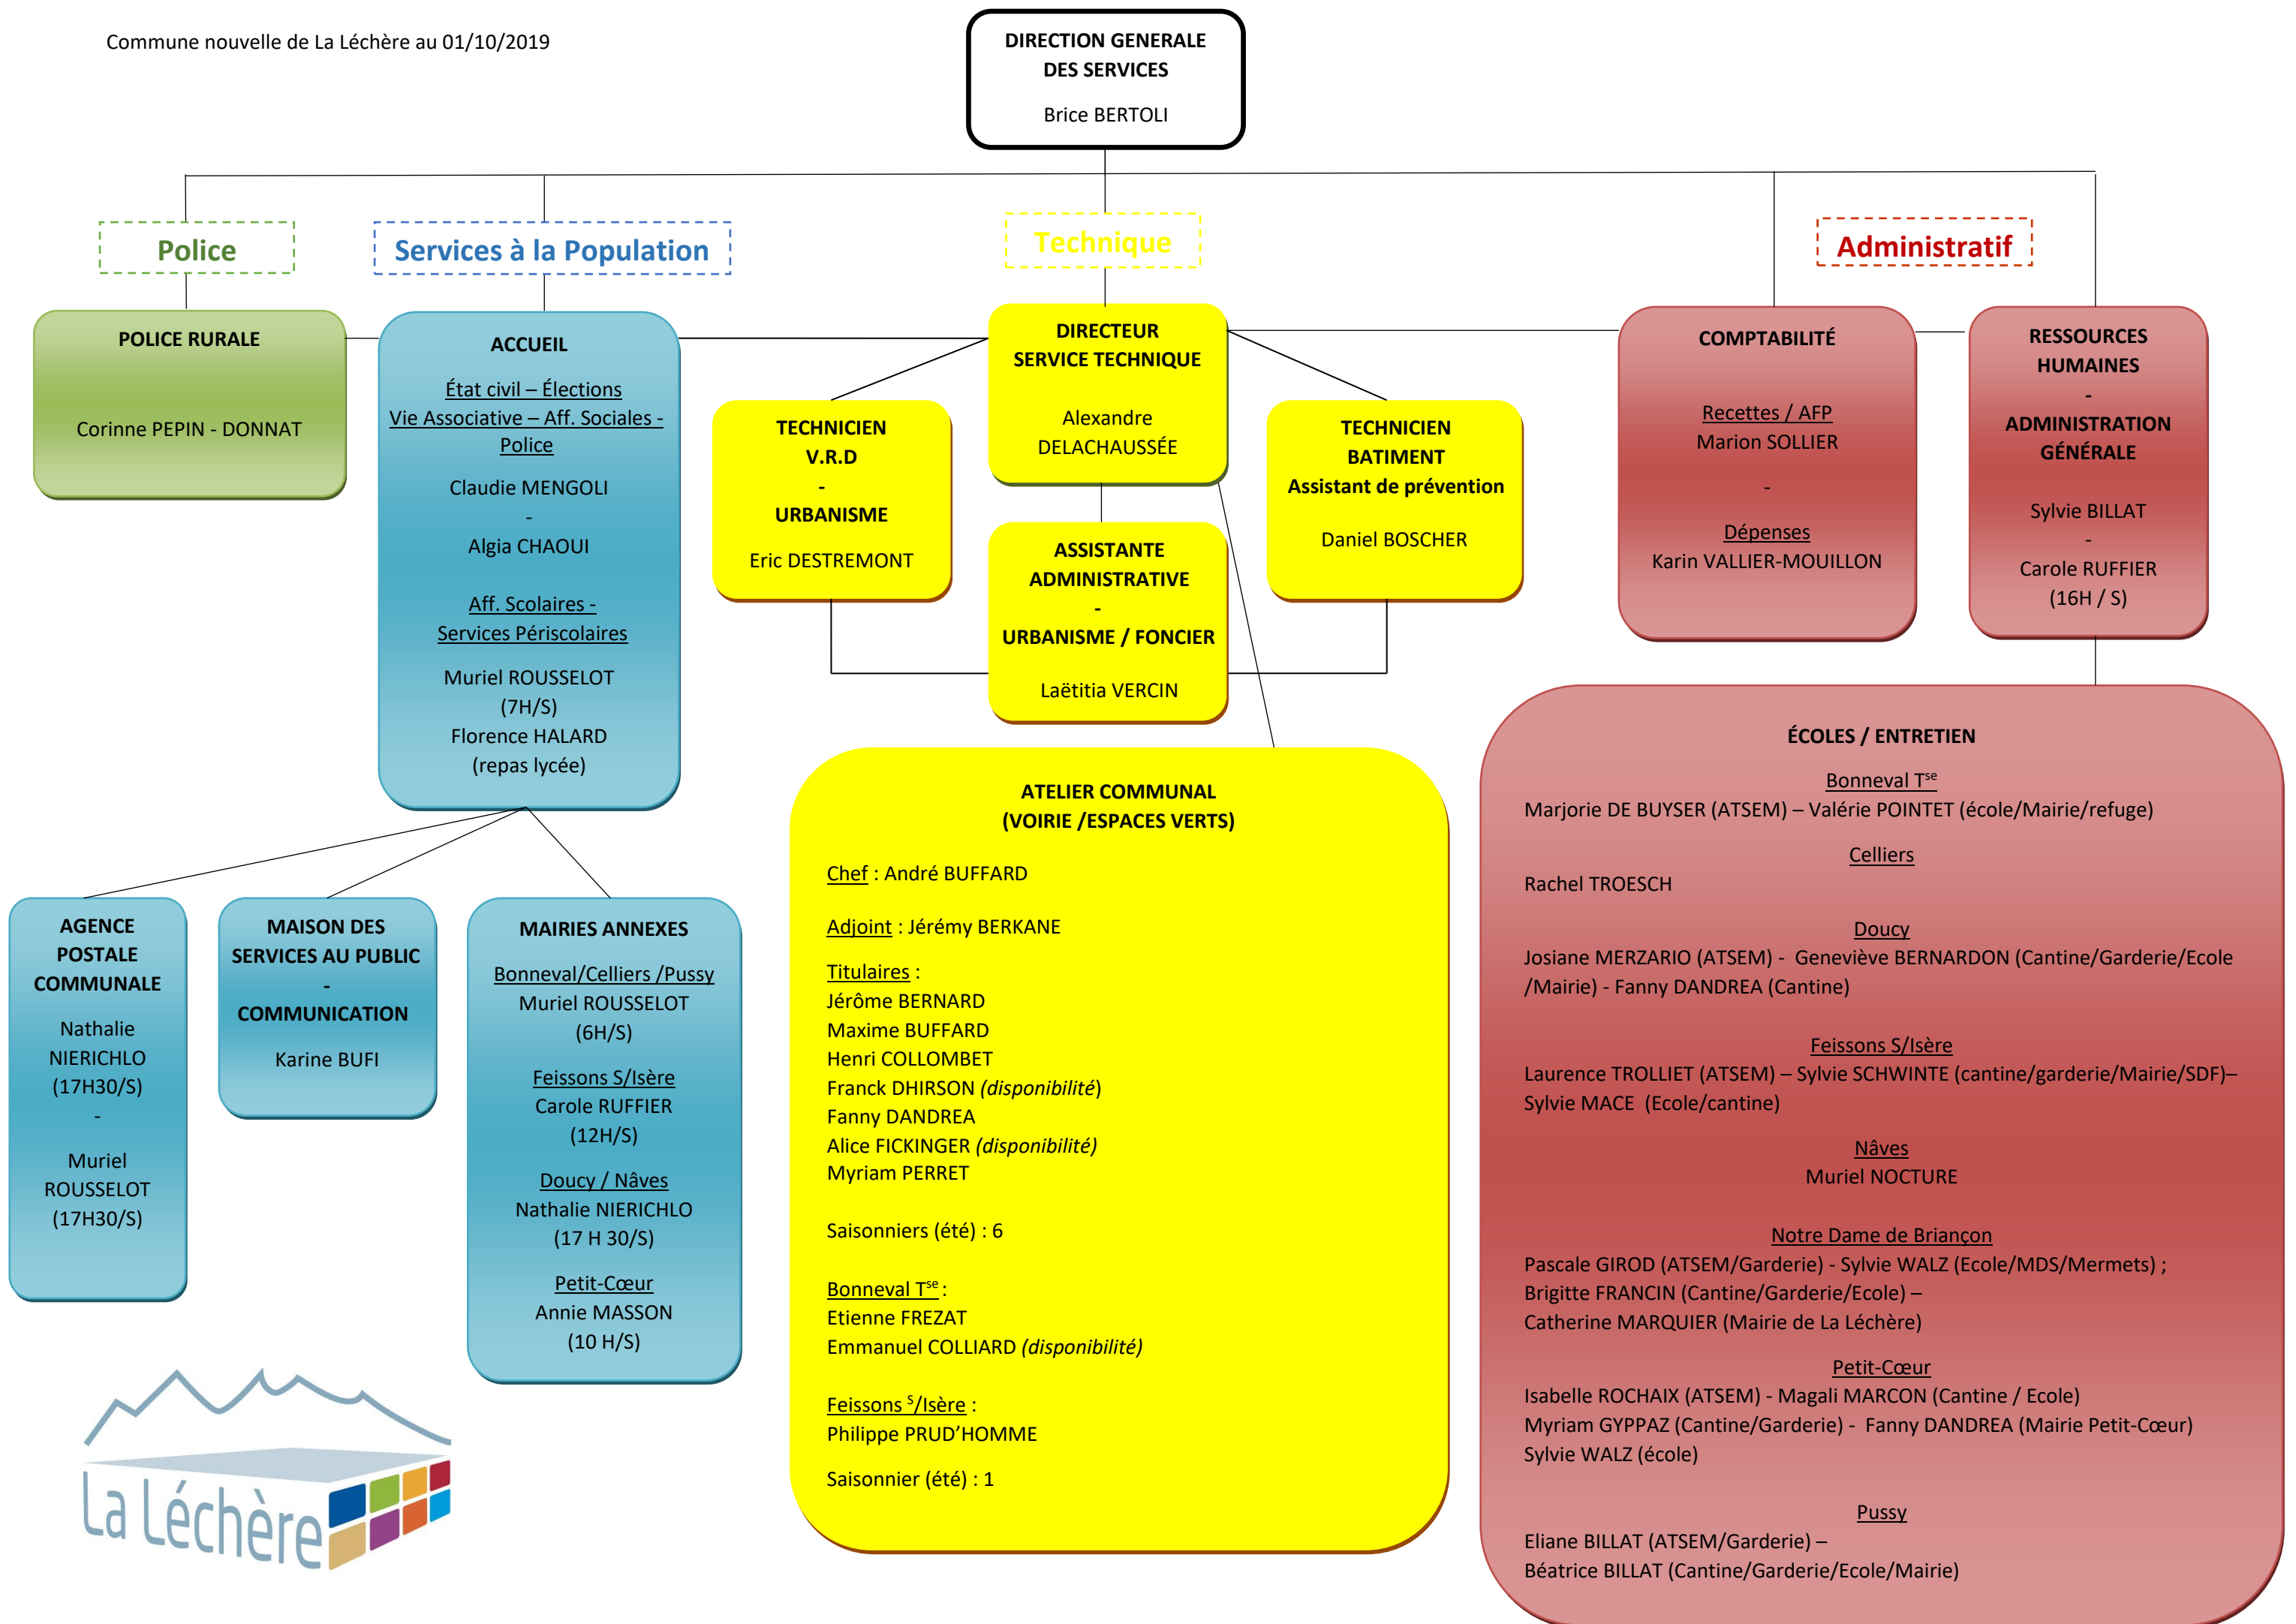 Commune nouvelle de La Léchère au 01/10/2019
DIRECTION GENERALE
DES SERVICES
Brice BERTOLI
Police
Services à la Population
Technique
Administratif
POLICE RURALE
Corinne PEPIN - DONNAT
ACCUEIL
État civil – Élections
Vie Associative – Aff. Sociales -
Police
Claudie MENGOLI
-
Algia CHAOUI
Aff. Scolaires -
Services Périscolaires
Muriel ROUSSELOT
(7H/S)
Florence HALARD
(repas lycée)
TECHNICIEN
V.R.D
-
URBANISME
Eric DESTREMONT
DIRECTEUR
SERVICE TECHNIQUE
Alexandre
DELACHAUSSÉE
ASSISTANTE
ADMINISTRATIVE
-
URBANISME / FONCIER
Laëtitia VERCIN
TECHNICIEN
BATIMENT
Assistant de prévention
Daniel BOSCHER
COMPTABILITÉ
Recettes / AFP
Marion SOLLIER
-
Dépenses
Karin VALLIER-MOUILLON
RESSOURCES
HUMAINES
-
ADMINISTRATION
GÉNÉRALE
Sylvie BILLAT
-
Carole RUFFIER
(16H / S)
AGENCE
POSTALE
COMMUNALE
Nathalie
NIERICHLO
(17H30/S)
-
Muriel
ROUSSELOT
(17H30/S)
MAISON DES
SERVICES AU PUBLIC
-
COMMUNICATION
Karine BUFI
MAIRIES ANNEXES
Bonneval/Celliers /Pussy
Muriel ROUSSELOT
(6H/S)
Feissons S/Isère
Carole RUFFIER
(12H/S)
Doucy / Nâves
Nathalie NIERICHLO
(17 H 30/S)
Petit-Cœur
Annie MASSON
(10 H/S)
ATELIER COMMUNAL
(VOIRIE /ESPACES VERTS)
Chef : André BUFFARD
Adjoint : Jérémy BERKANE
Titulaires :
Jérôme BERNARD
Maxime BUFFARD
Henri COLLOMBET
Franck DHIRSON (disponibilité)
Fanny DANDREA
Alice FICKINGER (disponibilité)
Myriam PERRET
Saisonniers (été) : 6
Bonneval Tse :
Etienne FREZAT
Emmanuel COLLIARD (disponibilité)
Feissons S/Isère :
Philippe PRUD’HOMME
Saisonnier (été) : 1
ÉCOLES / ENTRETIEN
Bonneval Tse
Marjorie DE BUYSER (ATSEM) – Valérie POINTET (école/Mairie/refuge)
Celliers
Rachel TROESCH
Doucy
Josiane MERZARIO (ATSEM) - Geneviève BERNARDON (Cantine/Garderie/Ecole
/Mairie) - Fanny DANDREA (Cantine)
Feissons S/Isère
Laurence TROLLIET (ATSEM) – Sylvie SCHWINTE (cantine/garderie/Mairie/SDF)–
Sylvie MACE (Ecole/cantine)
Nâves
Muriel NOCTURE
Notre Dame de Briançon
Pascale GIROD (ATSEM/Garderie) - Sylvie WALZ (Ecole/MDS/Mermets) ;
Brigitte FRANCIN (Cantine/Garderie/Ecole) –
Catherine MARQUIER (Mairie de La Léchère)
Petit-Cœur
Isabelle ROCHAIX (ATSEM) - Magali MARCON (Cantine / Ecole)
Myriam GYPPAZ (Cantine/Garderie) - Fanny DANDREA (Mairie Petit-Cœur)
Sylvie WALZ (école)
Pussy
Eliane BILLAT (ATSEM/Garderie) –
Béatrice BILLAT (Cantine/Garderie/Ecole/Mairie)
La Léchère